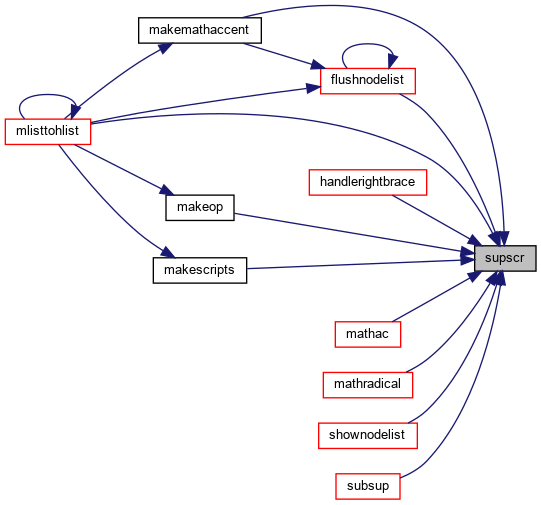 makemathaccent
flushnodelist
mlisttohlist
handlerightbrace
makeop
supscr
makescripts
mathac
mathradical
shownodelist
subsup